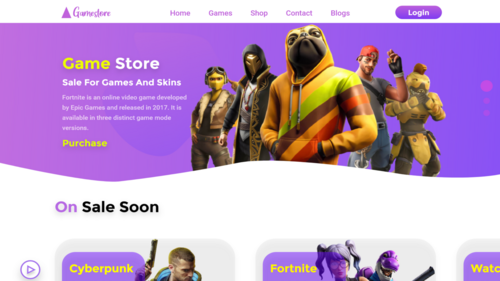 Gamestore
Home Games Shop Contact Blogs Login
Game Store
Sale For Games And Skins
Fortnite is an online video game developed
by Epic Games and released in 2017. It is
available in three distinct game mode
versions.
Purchase
On Sale Soon
Cyberpunk
Fortnite
Watc